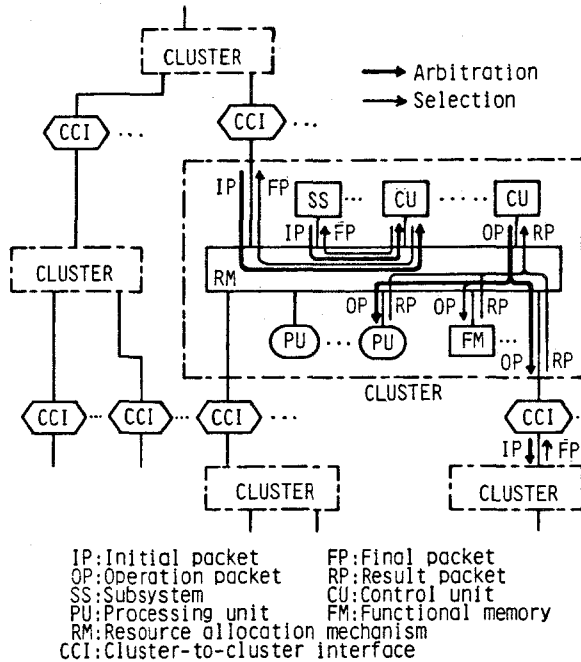 CLUSTER
Arbitration
Selection
CCI ... CCI ...
IP FP SS ... CU ...... CU
IP FP OP RP
CLUSTER
RM
OP RP OP RP
PU ... PU FM ... OP RP
CLUSTER
CCI ... CCI ... CCI ... CCI ...
IP FP
CLUSTER CLUSTER
IP:Initial packet FP:Final packet
OP:Operation packet RP:Result packet
SS:Subsystem CU:Control unit
PU:Processing unit FM:Functional memory
RM:Resource allocation mechanism
CCI:Cluster-to-cluster interface